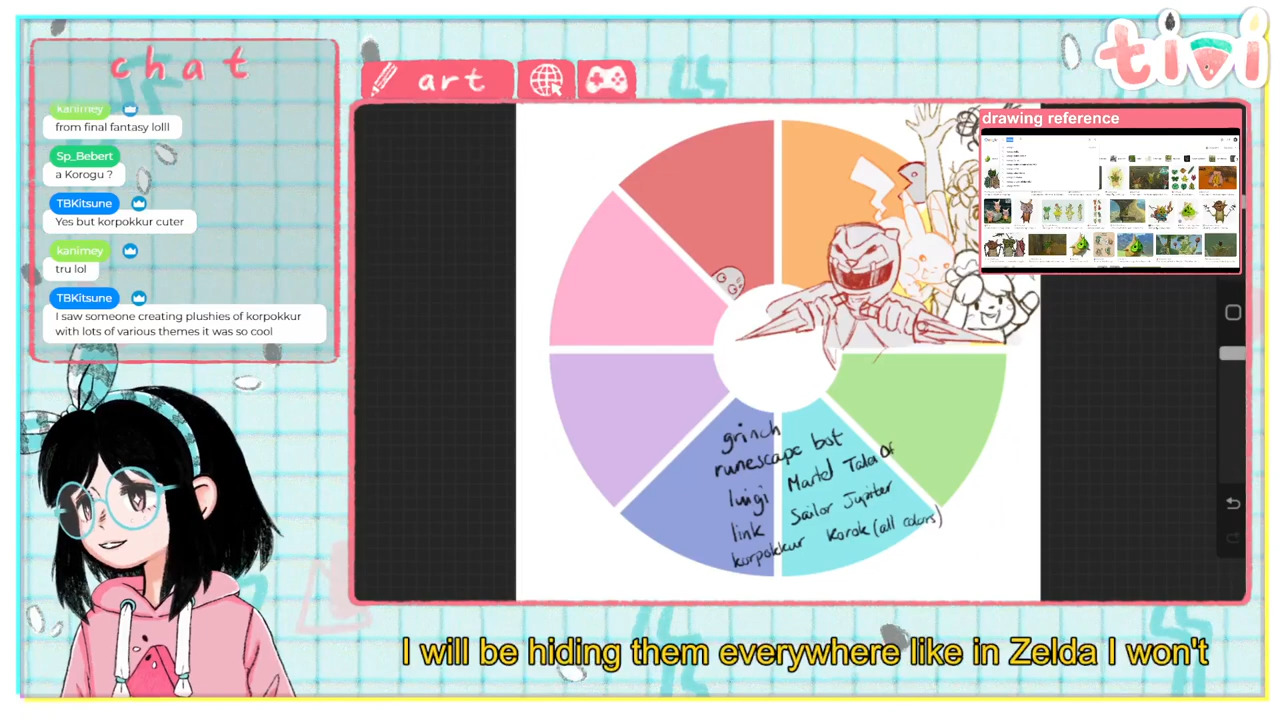 chat
kanimey
from final fantasy lolll
Sp_Bebert
a Korogu ?
TBKitsune
Yes but korpokkur cuter
kanimey
tru lol
TBKitsune
I saw someone creating plushies of korpokkur
with lots of various themes it was so cool
art
tivi
drawing reference
grinch
runescape bot
luigi
link
korpokkur
Martel Tales Of
Sailor Jupiter
Korok (all colors)
I will be hiding them everywhere like in Zelda I won't